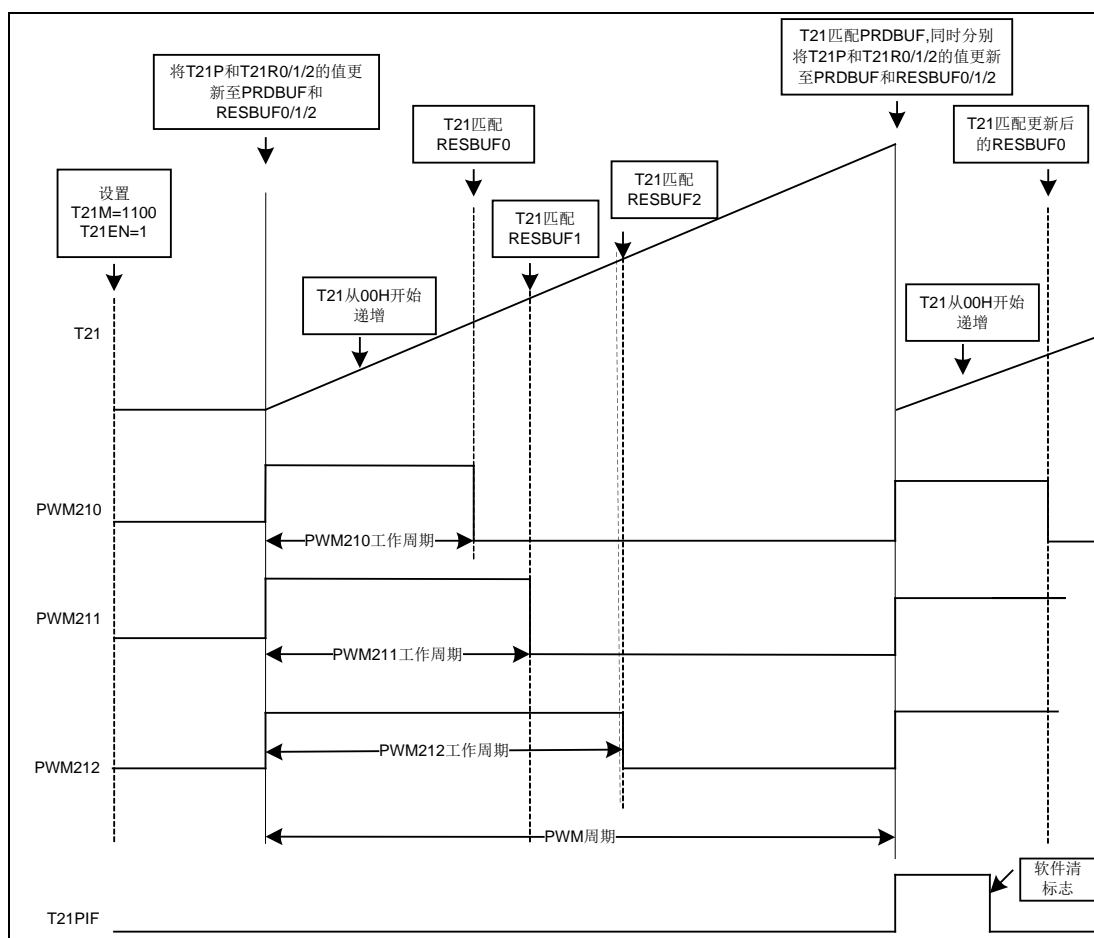 T21匹配PRDBUF,同时分别
将T21P和T21R0/1/2的值更新
至PRDBUF和RESBUF0/1/2
将T21P和T21R0/1/2的值更
新至PRDBUF和
RESBUF0/1/2
T21匹配
RESBUF0
T21匹配更新后
的RESBUF0
设置
T21M=1100
T21EN=1
T21匹配
RESBUF2
T21匹配
RESBUF1
T21从00H开始
递增
T21从00H开始
递增
T21
PWM210
PWM210工作周期
PWM211
PWM211工作周期
PWM212工作周期
PWM212
PWM周期
软件清
标志
T21PIF